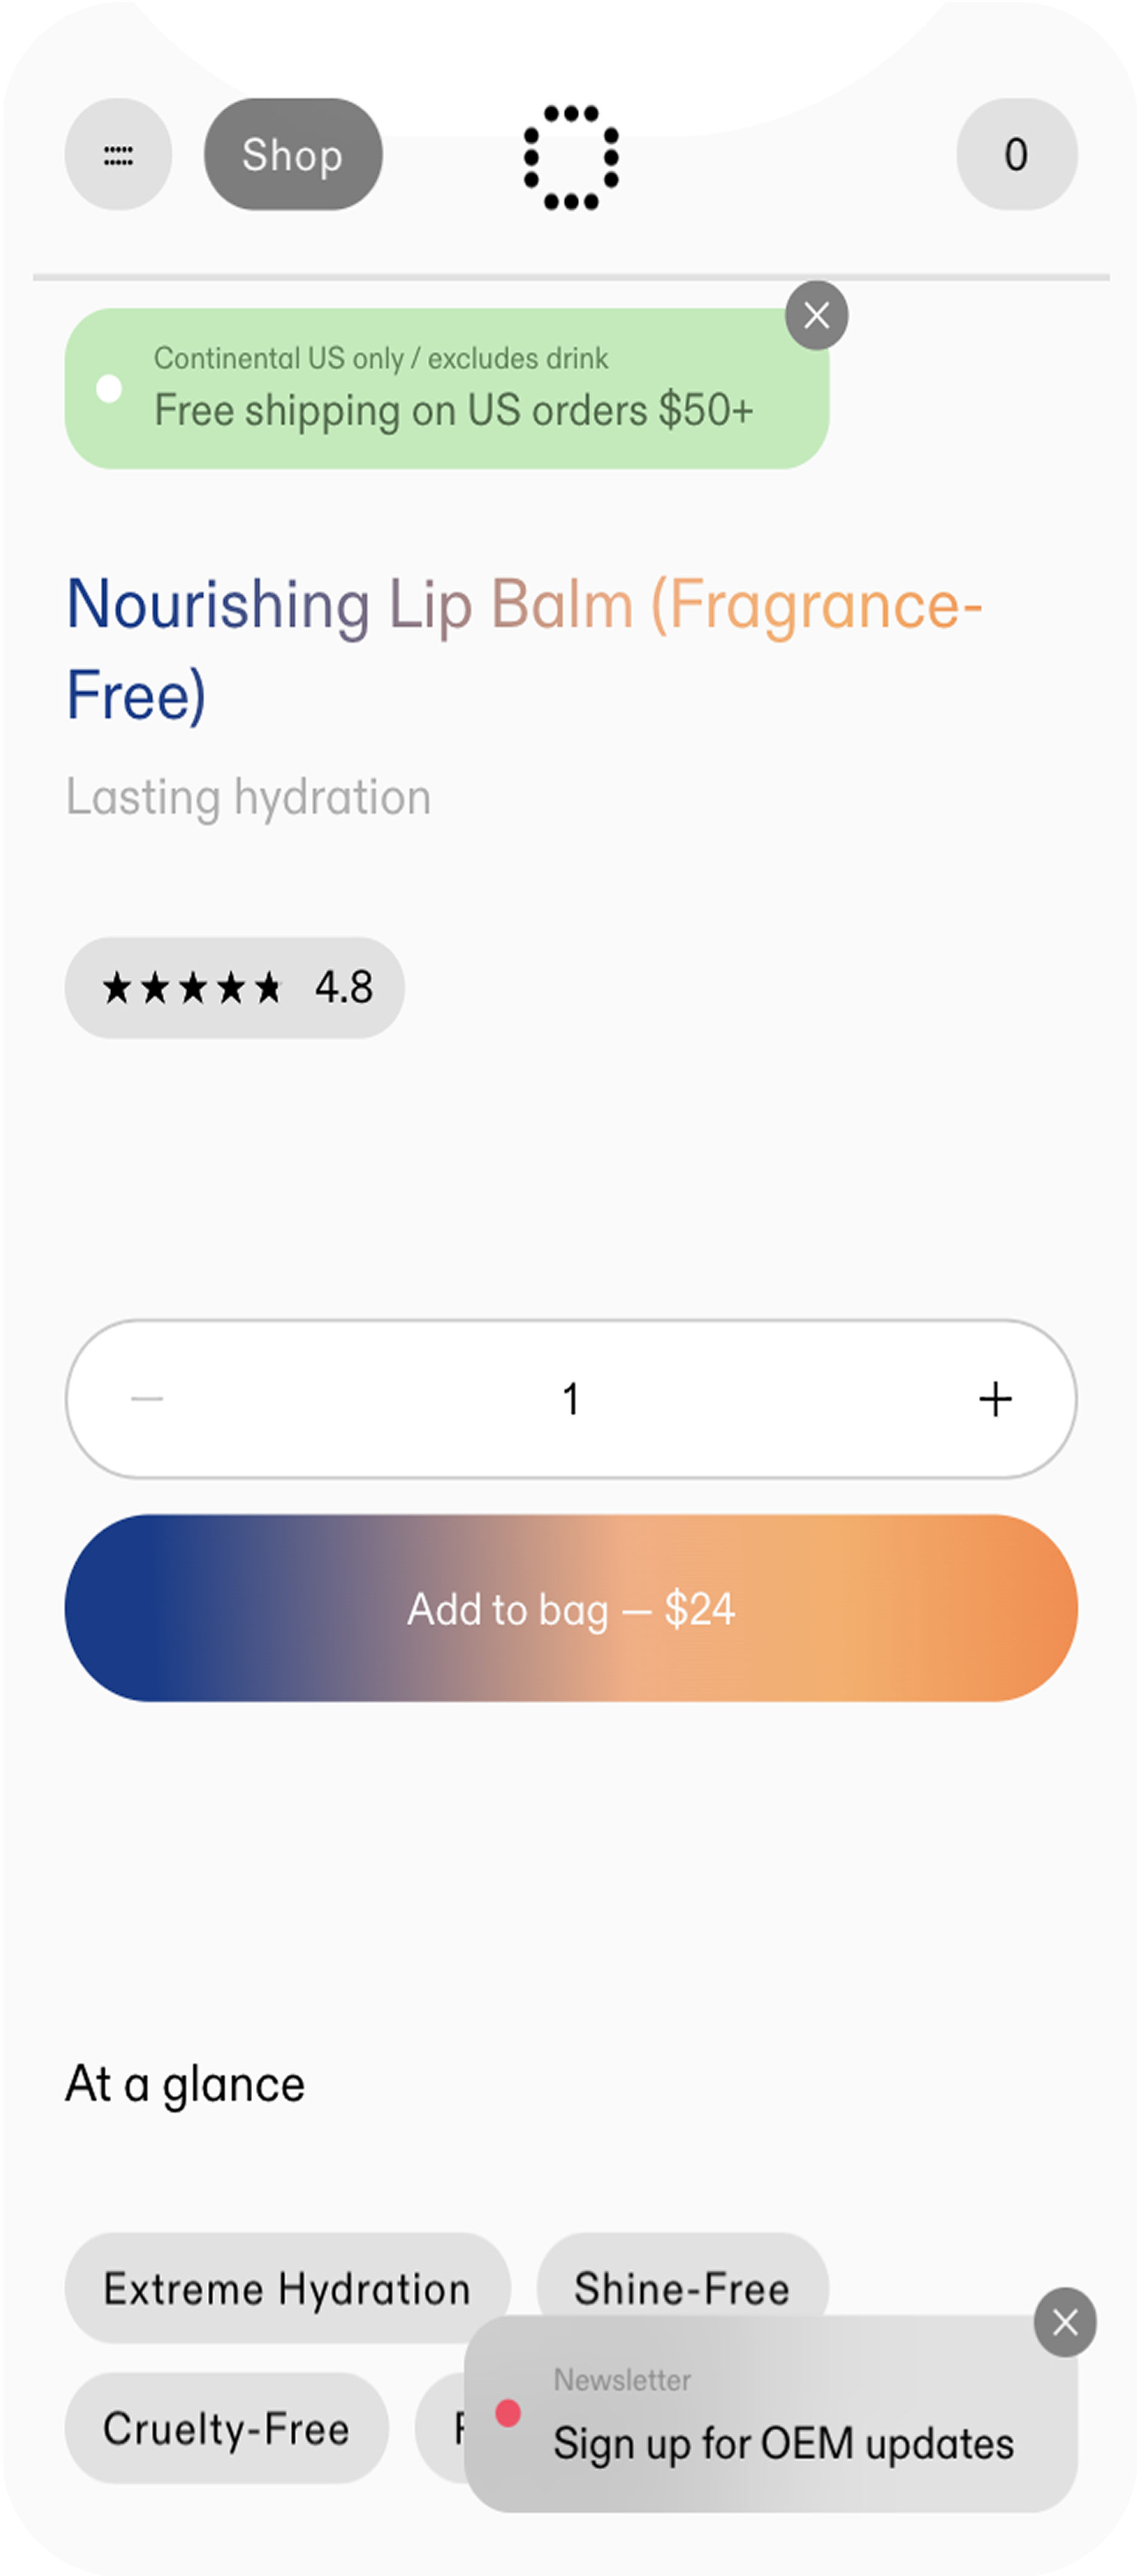 Shop
0
Continental US only / excludes drink
Free shipping on US orders $50+
Nourishing Lip Balm (Fragrance-
Free)
Lasting hydration
4.8
1
Add to bag — $24
At a glance
Extreme Hydration
Shine-Free
Cruelty-Free
Newsletter
Sign up for OEM updates